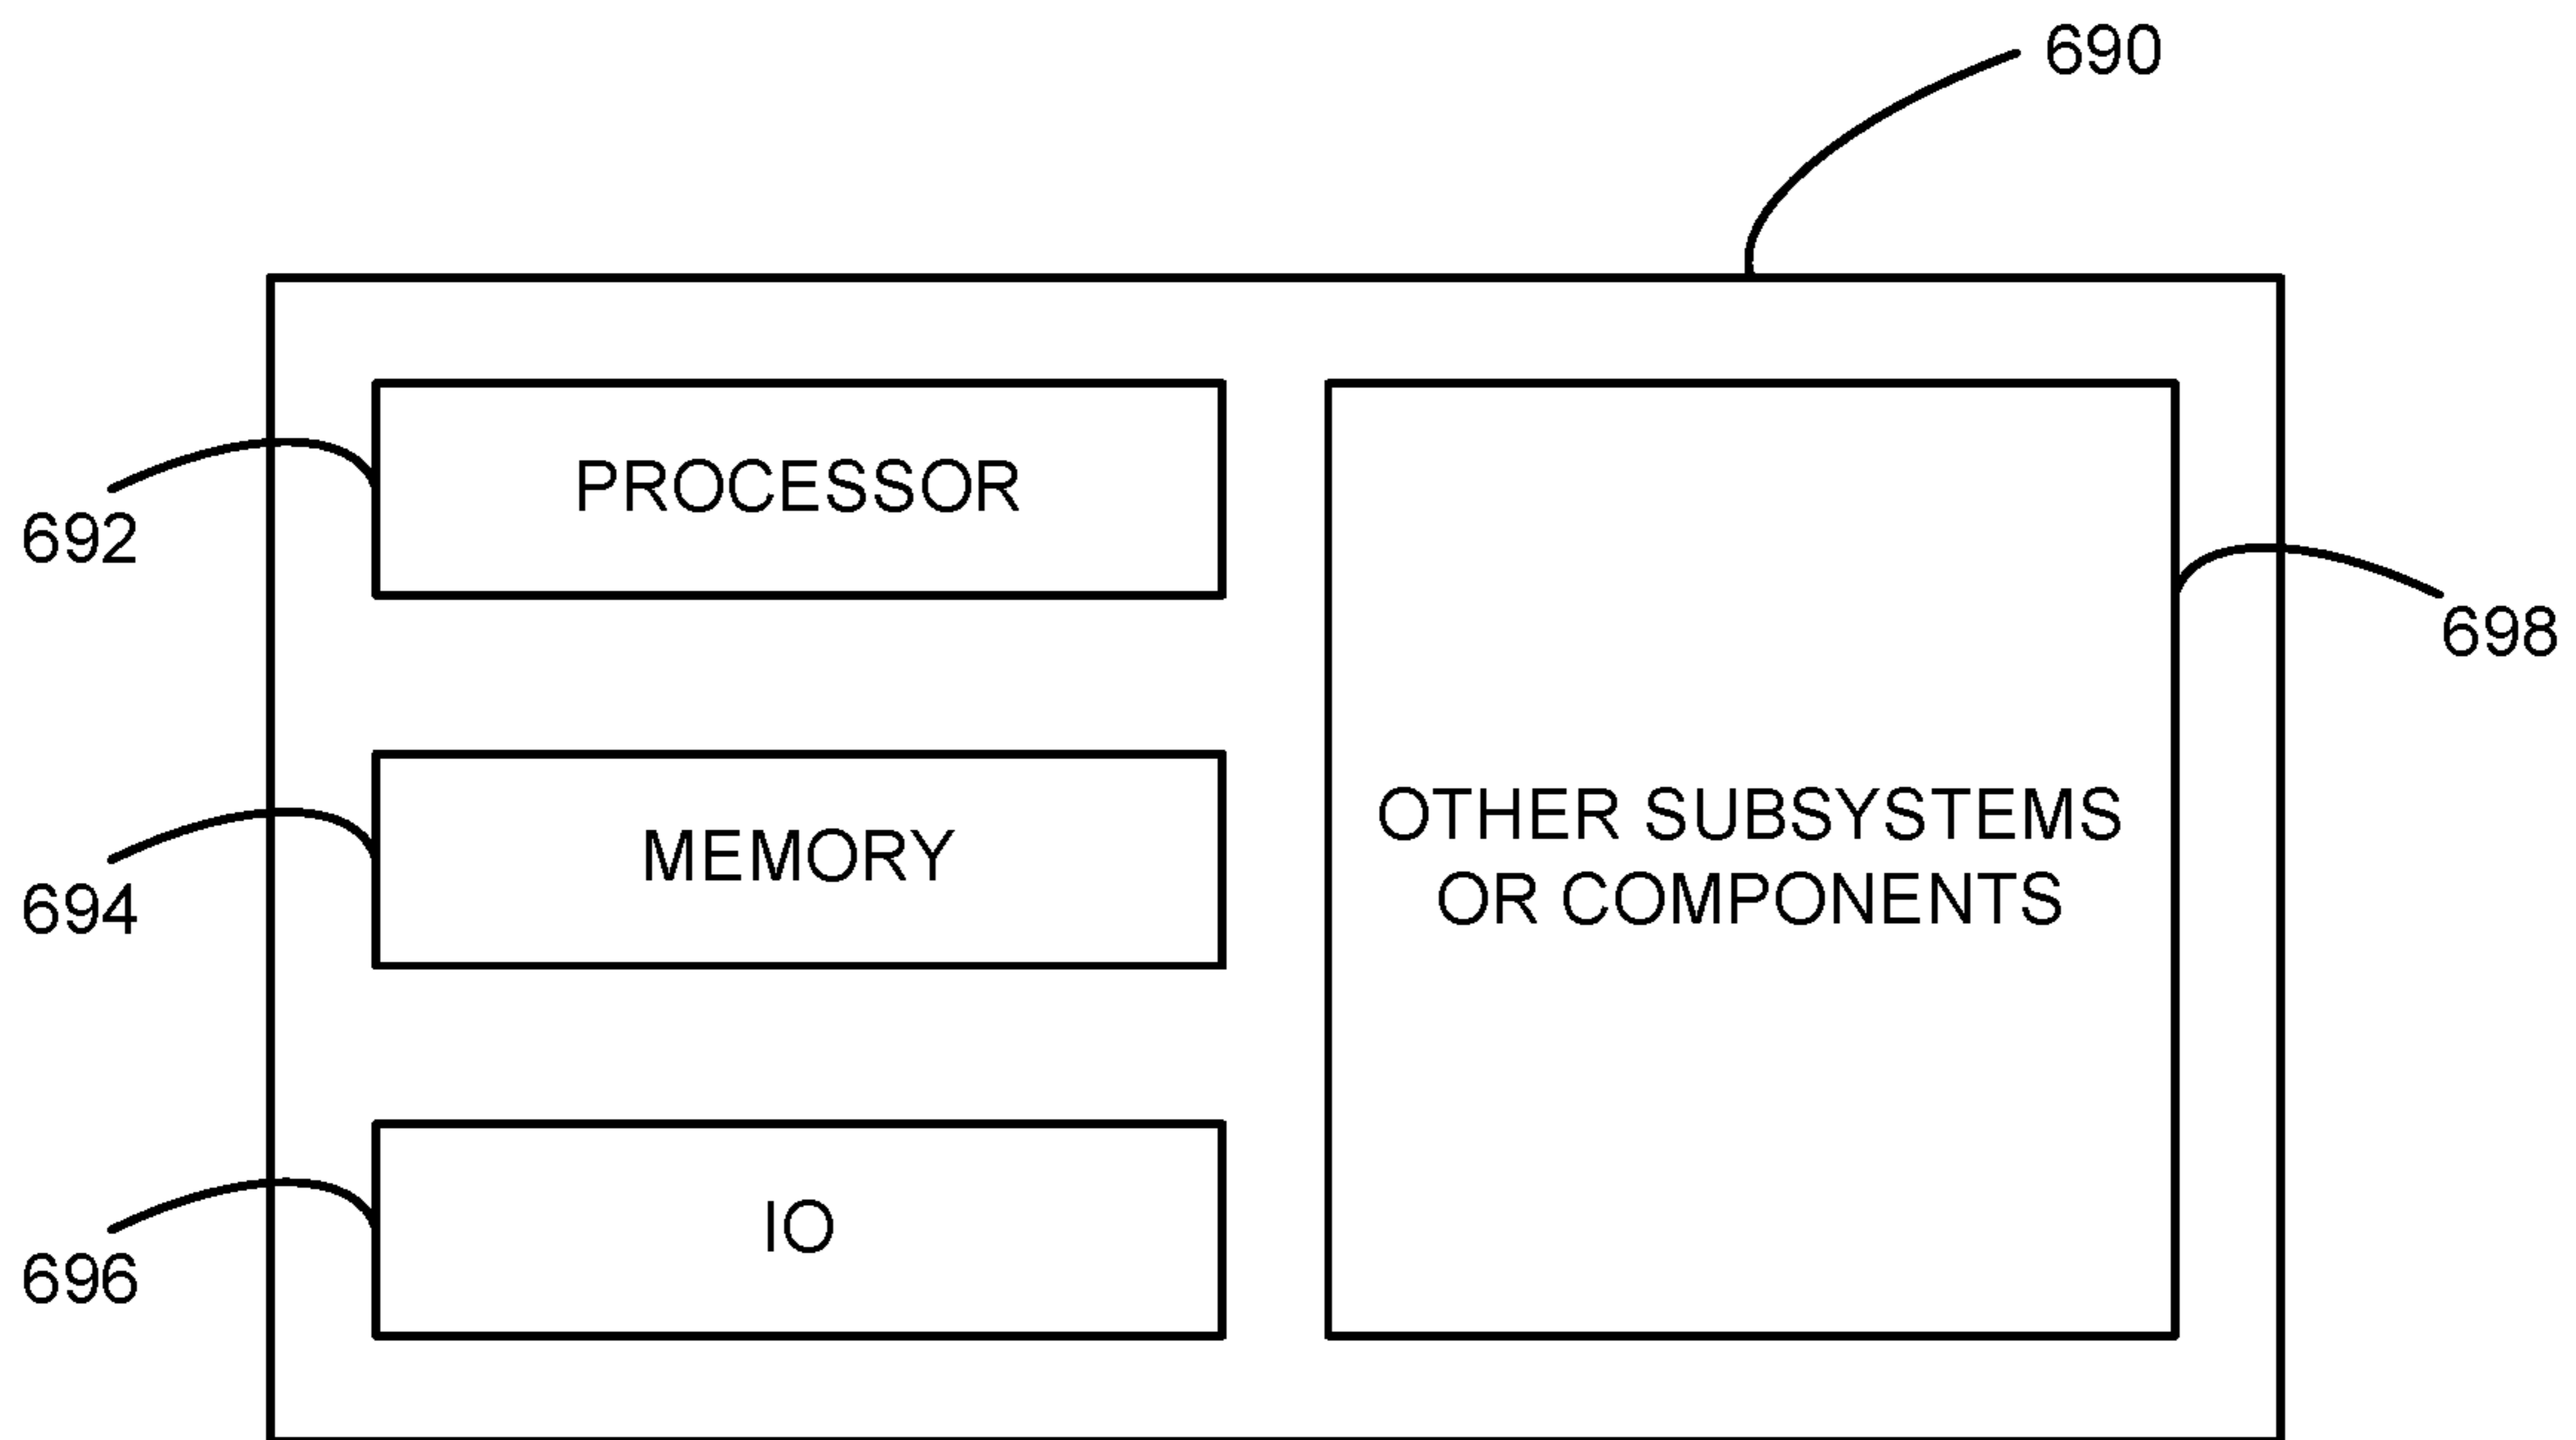 690
PROCESSOR
692
698
OTHER SUBSYSTEMS
OR COMPONENTS
MEMORY
694
IO
696